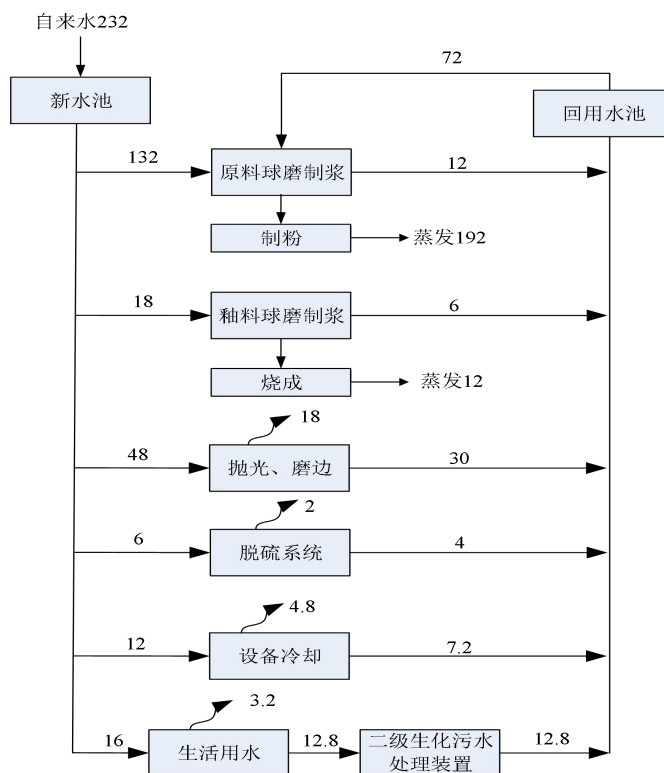 自来水232
72
新水池
回用水池
132
原料球磨制浆
12
制粉
蒸发192
18
釉料球磨制浆
6
烧成
蒸发12
18
48
抛光、磨边
30
2
6
脱硫系统
4
4.8
12
设备冷却
7.2
3.2
16
生活用水
12.8
二级生化污水
处理装置
12.8